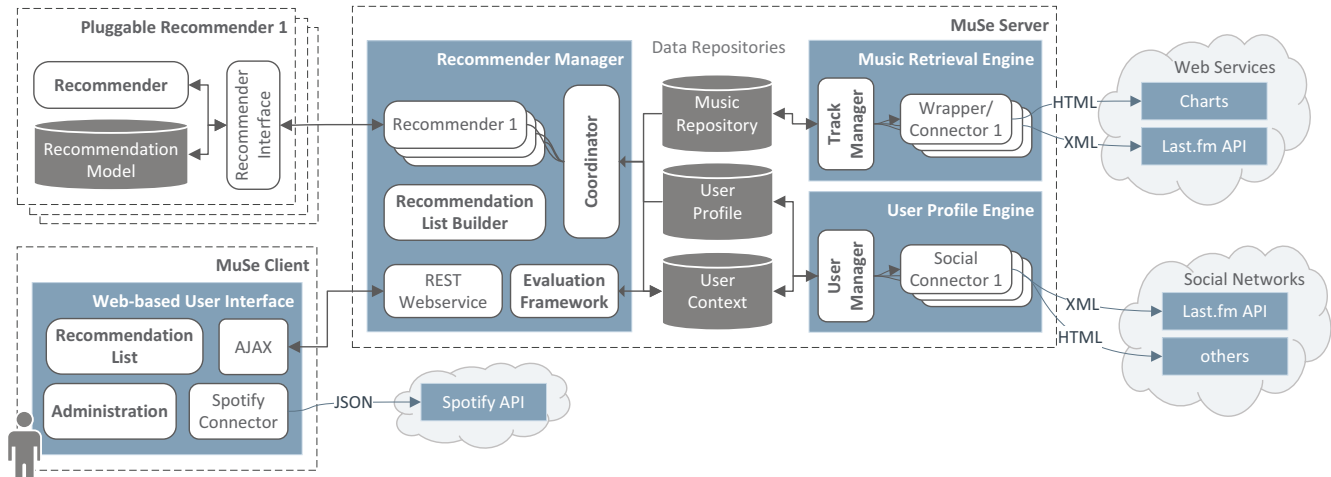 Pluggable Recommender 1
Recommender
Recommendation
Model
Recommender
Interface
MuSe Client
Web-based User Interface
Recommendation
List
AJAX
Administration
Spotify
Connector
JSON
Spotify API
MuSe Server
Recommender Manager
Recommender 1
Coordinator
Recommendation
List Builder
REST
Webservice
Evaluation
Framework
Data Repositories
Music
Repository
User
Profile
User
Context
Music Retrieval Engine
Track
Manager
Wrapper/
Connector 1
User Profile Engine
User
Manager
Social
Connector 1
HTML
XML
Web Services
Charts
Last.fm API
XML
HTML
Social Networks
Last.fm API
others